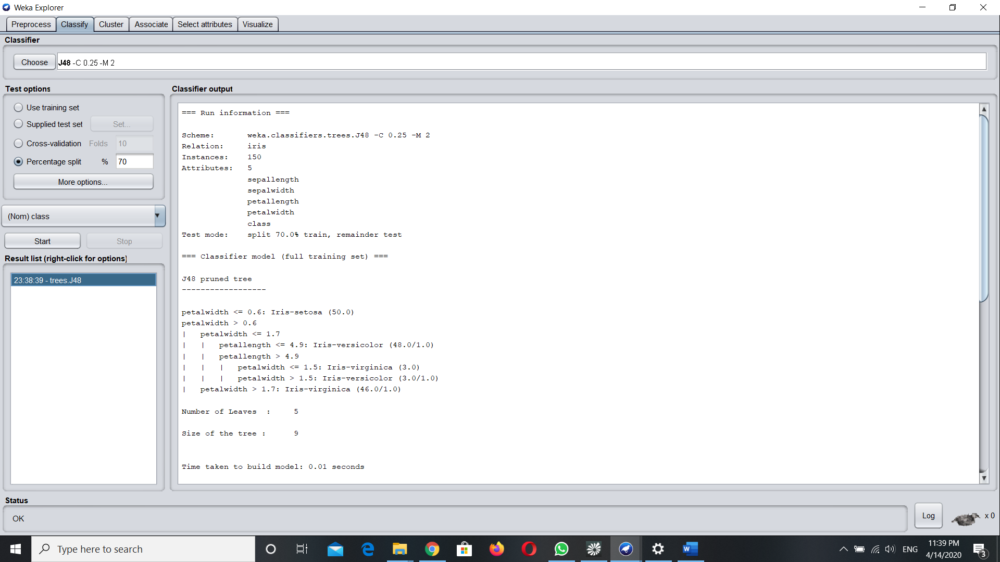 Weka Explorer
Preprocess Classify Cluster Associate Select attributes Visualize
Classifier
Choose J48 -C 0.25 -M 2
Test options
Use training set
Supplied test set Set...
Cross-validation Folds 10
Percentage split % 70
More options...
(Nom) class
Start Stop
Result list (right-click for options)
23:38:39 - trees.J48
Classifier output
=== Run information ===
Scheme: weka.classifiers.trees.J48 -C 0.25 -M 2
Relation: iris
Instances: 150
Attributes: 5
sepallength
sepalwidth
petallength
petalwidth
class
Test mode: split 70.0% train, remainder test
=== Classifier model (full training set) ===
J48 pruned tree
------------------
petalwidth <= 0.6: Iris-setosa (50.0)
petalwidth > 0.6
|   petalwidth <= 1.7
|   |   petallength <= 4.9: Iris-versicolor (48.0/1.0)
|   |   petallength > 4.9
|   |   |   petalwidth <= 1.5: Iris-virginica (3.0)
|   |   |   petalwidth > 1.5: Iris-versicolor (3.0/1.0)
|   petalwidth > 1.7: Iris-virginica (46.0/1.0)
Number of Leaves : 5
Size of the tree : 9
Time taken to build model: 0.01 seconds
Status
OK
Log x 0
Type here to search
ENG
11:39 PM
4/14/2020
3